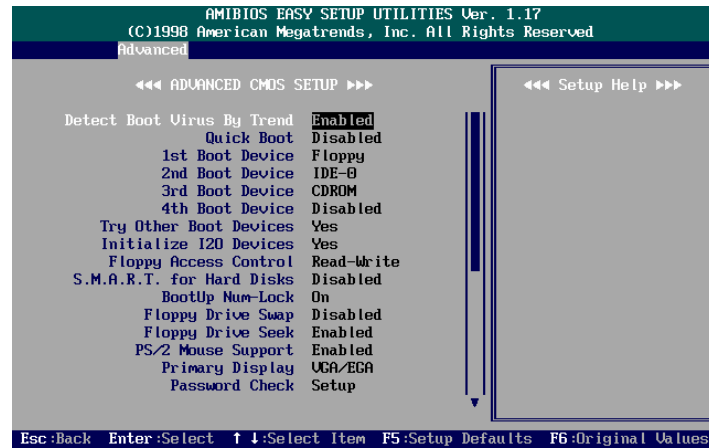 AMIBIOS EASY SETUP UTILITIES Ver. 1.17
(C)1998 American Megatrends, Inc. All Rights Reserved
Advanced
◄◄◄ ADVANCED CMOS SETUP ►►►
◄◄◄ Setup Help ►►►
Detect Boot Virus By Trend Enabled
Quick Boot Disabled
1st Boot Device Floppy
2nd Boot Device IDE-0
3rd Boot Device CDROM
4th Boot Device Disabled
Try Other Boot Devices Yes
Initialize I2O Devices Yes
Floppy Access Control Read-Write
S.M.A.R.T. for Hard Disks Disabled
BootUp Num-Lock On
Floppy Drive Swap Disabled
Floppy Drive Seek Enabled
PS/2 Mouse Support Enabled
Primary Display VGA/EGA
Password Check Setup
Esc:Back Enter:Select ↑↓:Select Item F5:Setup Defaults F6:Original Values